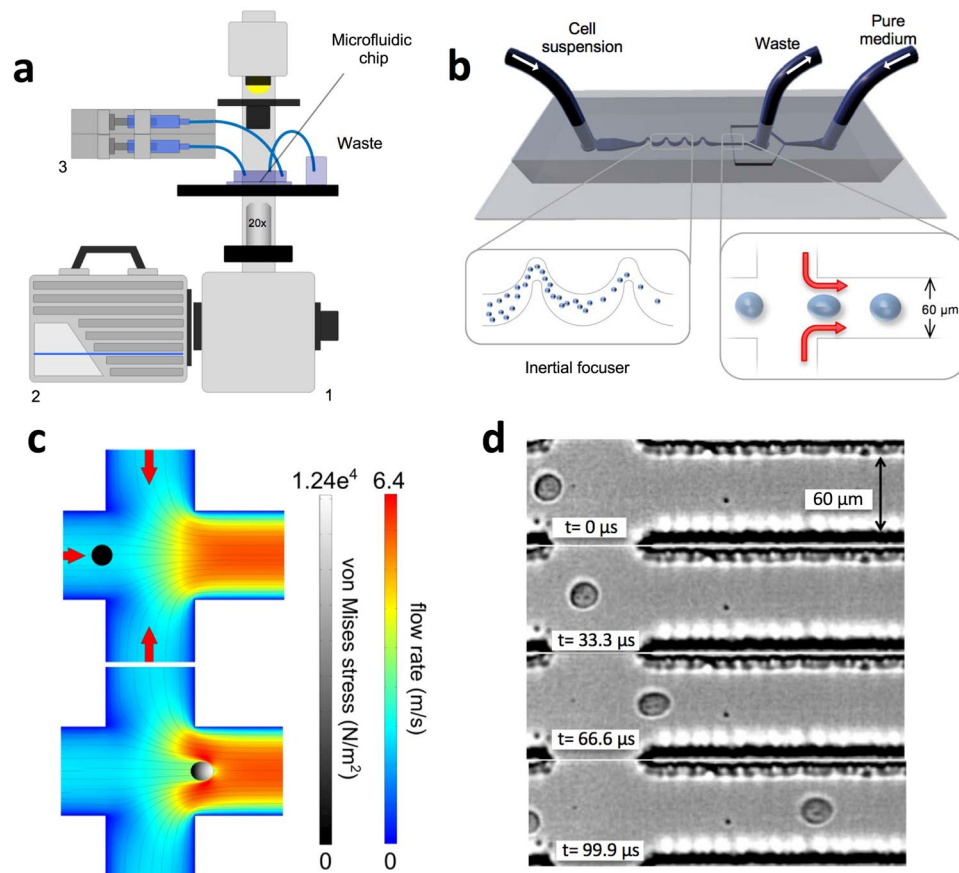 a
Microfluidic
chip
Waste
3
20x
2
1
b
Cell
suspension
Waste
Pure
medium
60 µm
Inertial focuser
c
1.24e⁴
6.4
von Mises stress (N/m²)
flow rate (m/s)
0
0
d
60 µm
t= 0 µs
t= 33.3 µs
t= 66.6 µs
t= 99.9 µs